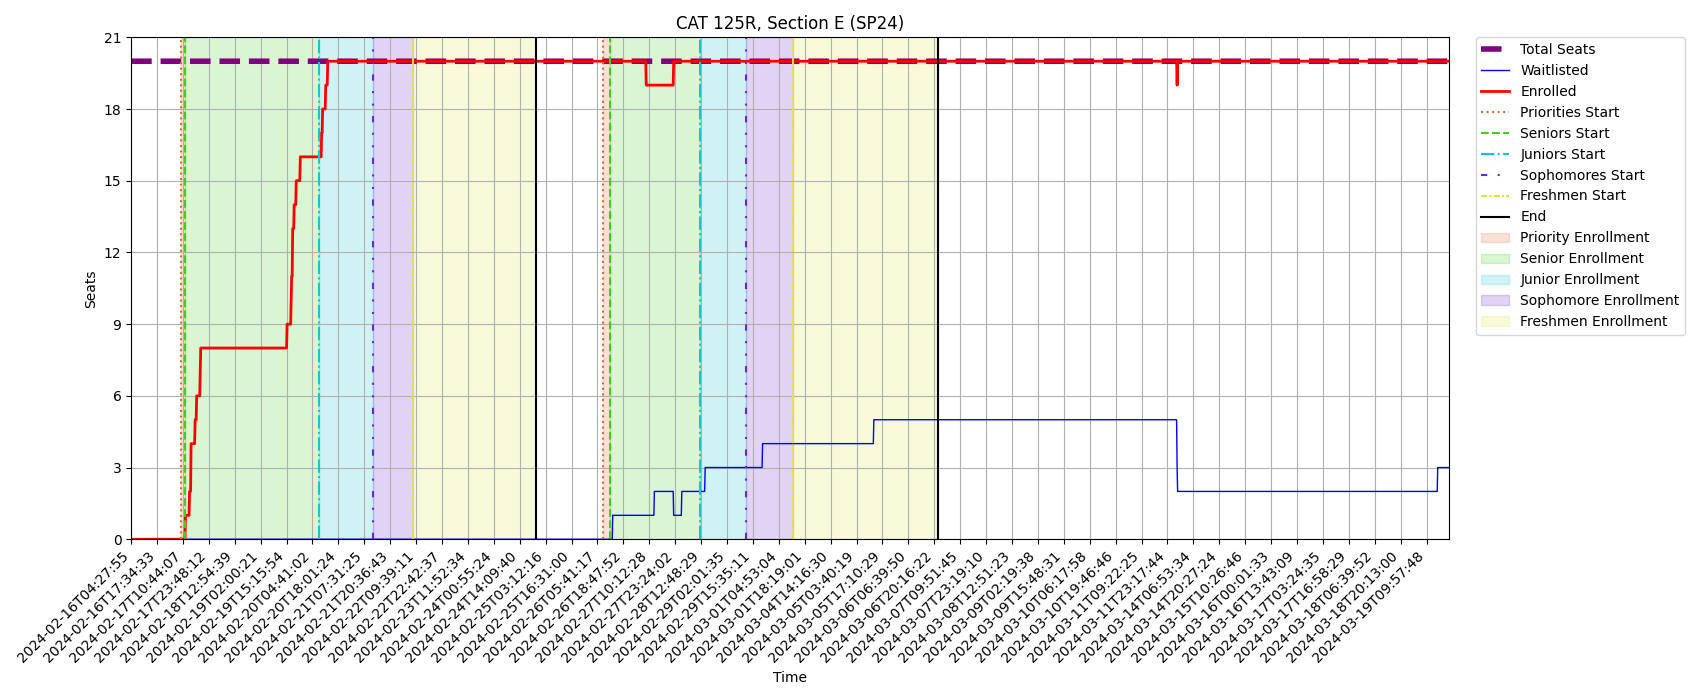 CAT 125R, Section E (SP24)
21
18
15
12
9
6
3
0
Seats
2024-02-16T04:27:55
2024-02-16T17:34:33
2024-02-17T10:44:07
2024-02-17T23:48:12
2024-02-18T12:54:39
2024-02-19T02:00:21
2024-02-19T15:15:54
2024-02-20T04:41:02
2024-02-20T18:01:24
2024-02-21T07:31:25
2024-02-21T20:36:43
2024-02-22T09:39:11
2024-02-22T22:42:37
2024-02-23T11:52:34
2024-02-24T00:55:24
2024-02-24T14:09:40
2024-02-25T03:12:16
2024-02-25T16:31:00
2024-02-26T05:41:17
2024-02-26T18:47:52
2024-02-27T10:12:28
2024-02-27T23:24:02
2024-02-28T12:48:29
2024-02-29T02:01:35
2024-02-29T15:35:11
2024-03-01T04:53:04
2024-03-01T18:19:01
2024-03-04T14:16:30
2024-03-05T03:40:19
2024-03-05T17:10:29
2024-03-06T06:39:50
2024-03-06T20:16:22
2024-03-07T09:51:45
2024-03-07T23:19:10
2024-03-08T12:51:23
2024-03-09T02:19:38
2024-03-09T15:48:31
2024-03-10T06:17:58
2024-03-10T19:46:46
2024-03-11T09:22:25
2024-03-11T23:17:44
2024-03-14T06:53:34
2024-03-14T20:27:24
2024-03-15T10:26:46
2024-03-16T00:01:33
2024-03-16T13:43:09
2024-03-17T03:24:35
2024-03-17T16:58:29
2024-03-18T06:39:52
2024-03-18T20:13:00
2024-03-19T09:57:48
Time
Total Seats
Waitlisted
Enrolled
Priorities Start
Seniors Start
Juniors Start
Sophomores Start
Freshmen Start
End
Priority Enrollment
Senior Enrollment
Junior Enrollment
Sophomore Enrollment
Freshmen Enrollment